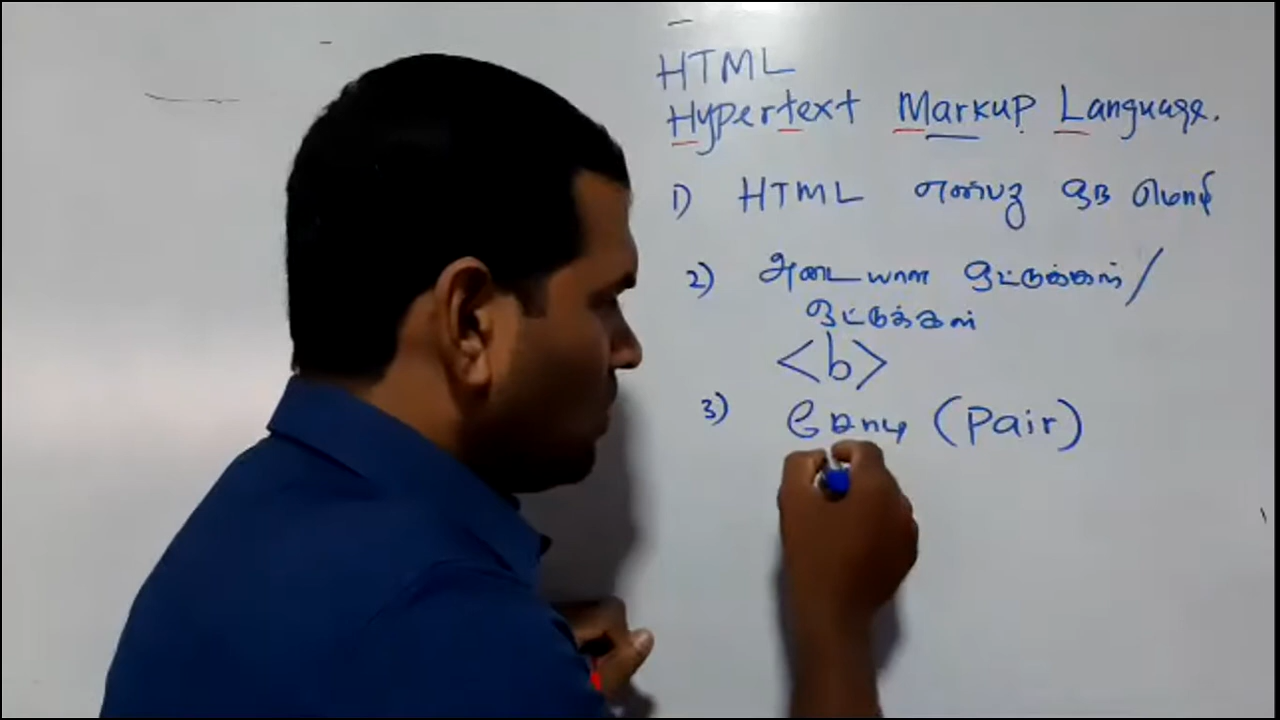 HTML
Hypertext Markup Language.
1) HTML என்பது ஒரு மொழி
2) அடையாள ஒட்டுக்கள் /
ஒட்டுக்கள்
<b>
3) ஜோடி (Pair)